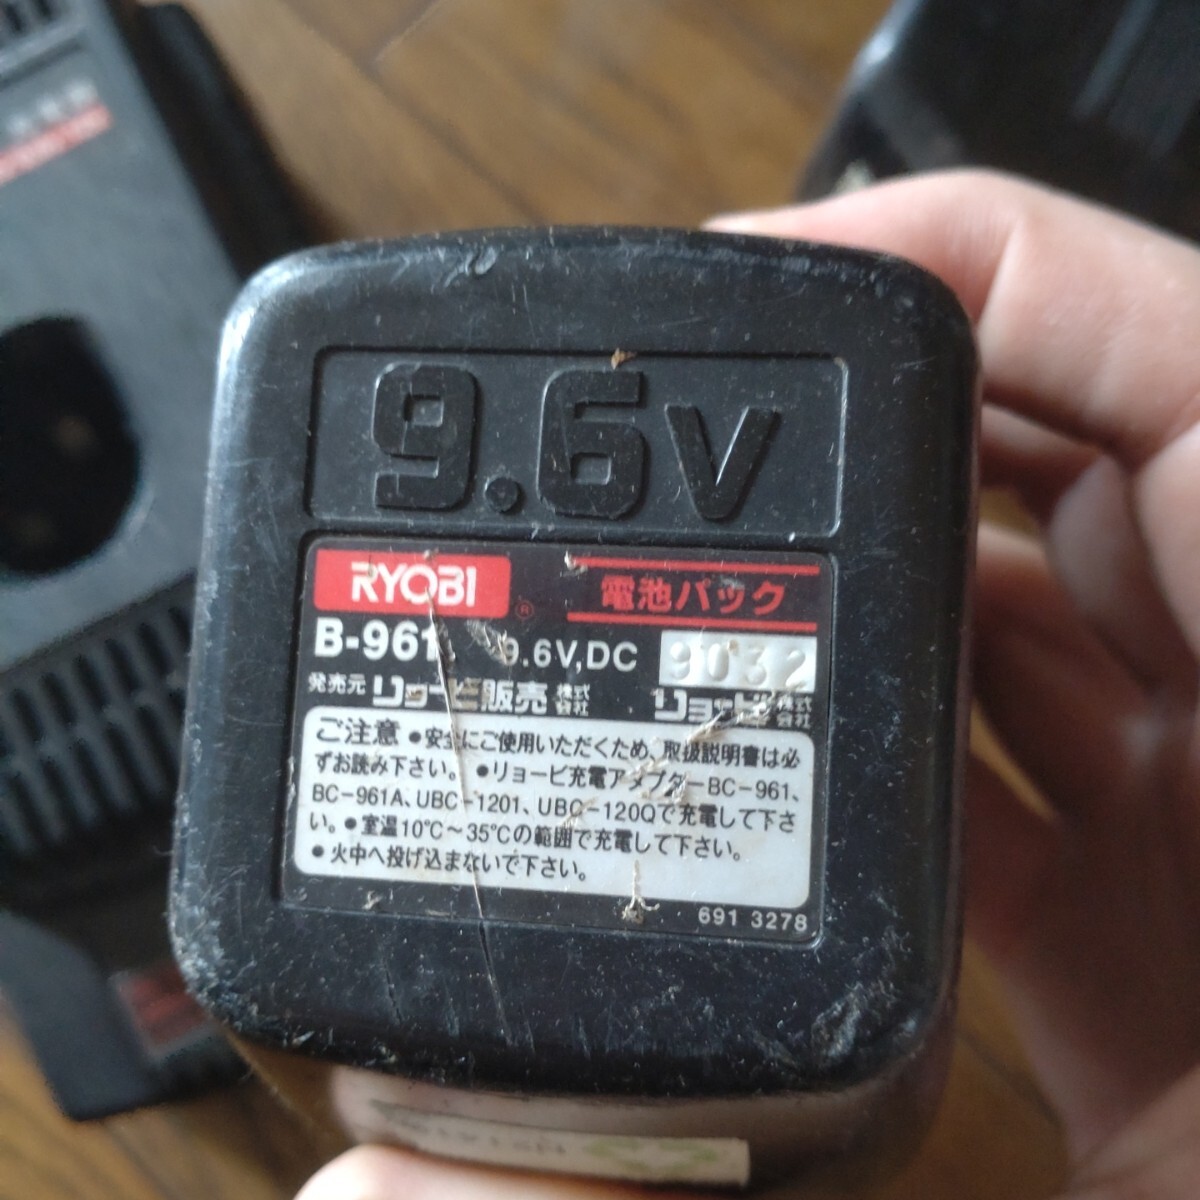 9.6V
RYOBI ® 電池パック
B-961 9.6V,DC 9032
発売元 リョービ販売 株式会社 リョービ 株式会社
ご注意 ●安全にご使用いただくため、取扱説明書は必
ずお読み下さい。●リョービ充電アダプターBC-961、
BC-961A、UBC-1201、UBC-120Qで充電して下さ
い。●室温10℃〜35℃の範囲で充電して下さい。
●火中へ投げ込まないで下さい。
691 3278